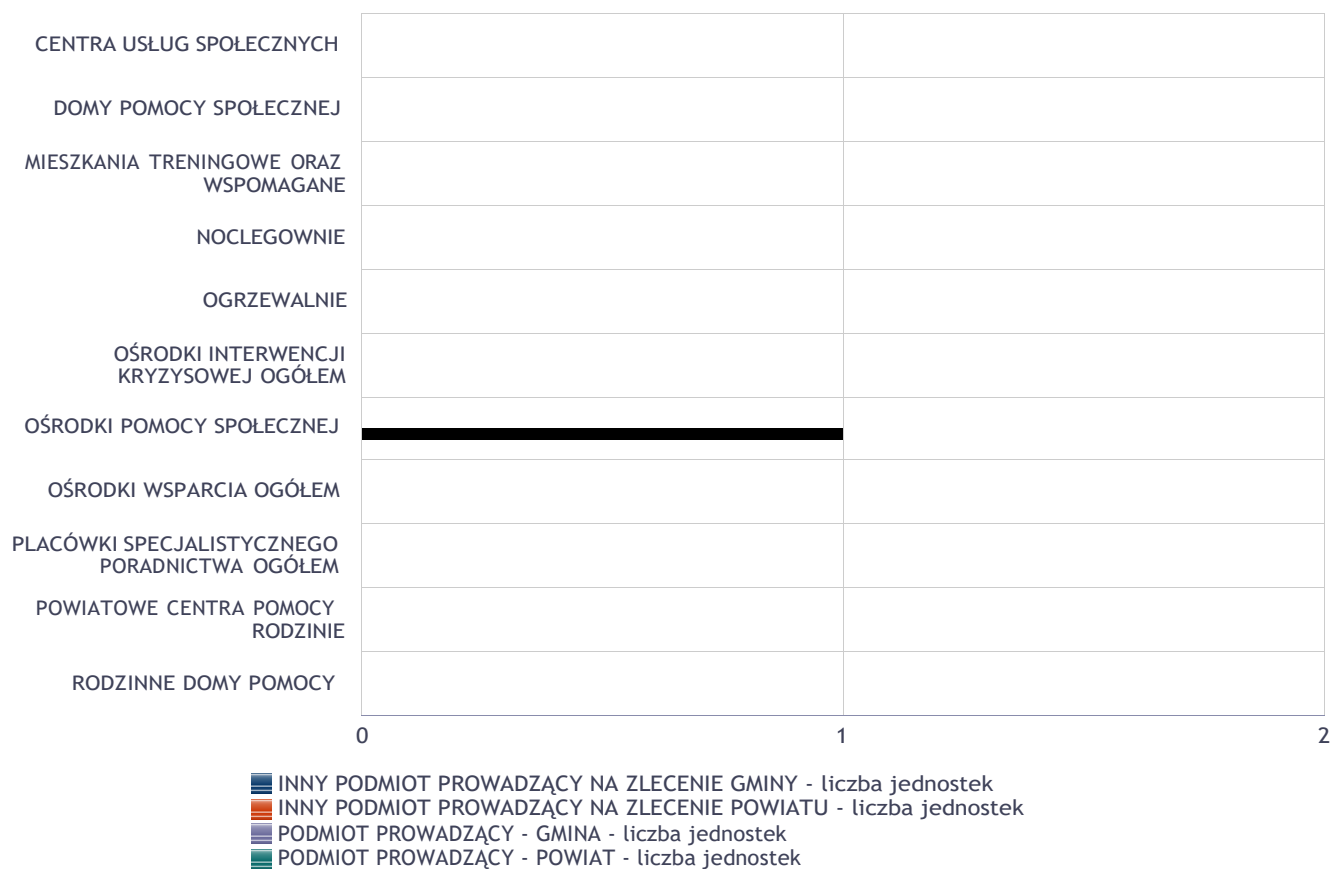 CENTRA USŁUG SPOŁECZNYCH
DOMY POMOCY SPOŁECZNEJ
MIESZKANIA TRENINGOWE ORAZ
WSPOMAGANE
NOCLEGOWNIE
OGRZEWALNIE
OŚRODKI INTERWENCJI
KRYZYSOWEJ OGÓŁEM
OŚRODKI POMOCY SPOŁECZNEJ
OŚRODKI WSPARCIA OGÓŁEM
PLACÓWKI SPECJALISTYCZNEGO
PORADNICTWA OGÓŁEM
POWIATOWE CENTRA POMOCY
RODZINIE
RODZINNE DOMY POMOCY
0 1 2
INNY PODMIOT PROWADZĄCY NA ZLECENIE GMINY - liczba jednostek
INNY PODMIOT PROWADZĄCY NA ZLECENIE POWIATU - liczba jednostek
PODMIOT PROWADZĄCY - GMINA - liczba jednostek
PODMIOT PROWADZĄCY - POWIAT - liczba jednostek